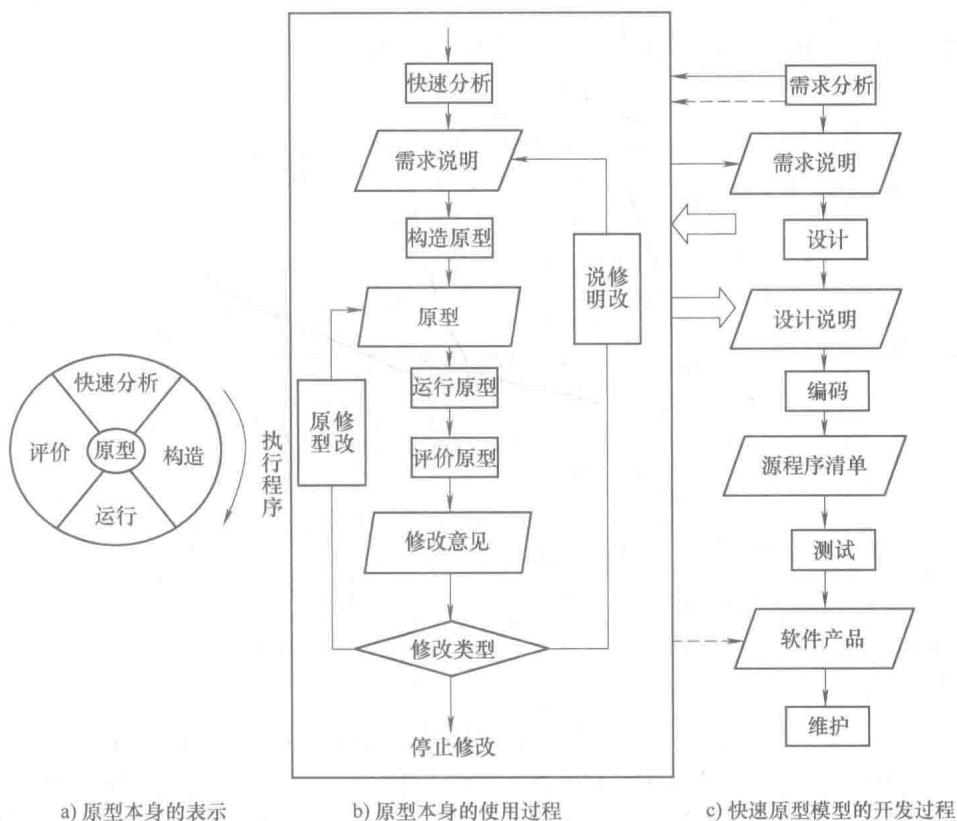 快速分析
评价
原型
构造
运行
执行程序
快速分析
需求说明
构造原型
原型
运行原型
评价原型
修改意见
修改类型
停止修改
修改原型
修改说明
需求分析
需求说明
设计
设计说明
编码
源程序清单
测试
软件产品
维护
a) 原型本身的表示
b) 原型本身的使用过程
c) 快速原型模型的开发过程